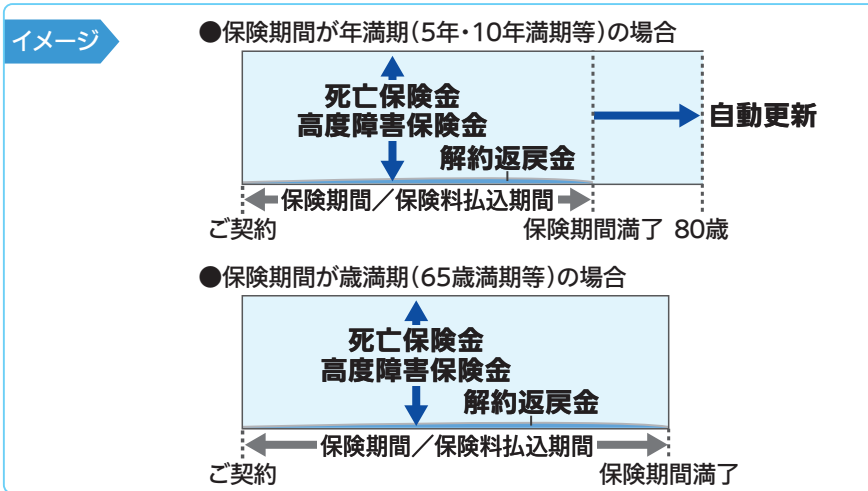 イメージ
●保険期間が年満期(5年・10年満期等)の場合
死亡保険金
高度障害保険金
自動更新
解約返戻金
保険期間／保険料払込期間
ご契約
保険期間満了
80歳
●保険期間が歳満期(65歳満期等)の場合
死亡保険金
高度障害保険金
解約返戻金
保険期間／保険料払込期間
ご契約
保険期間満了